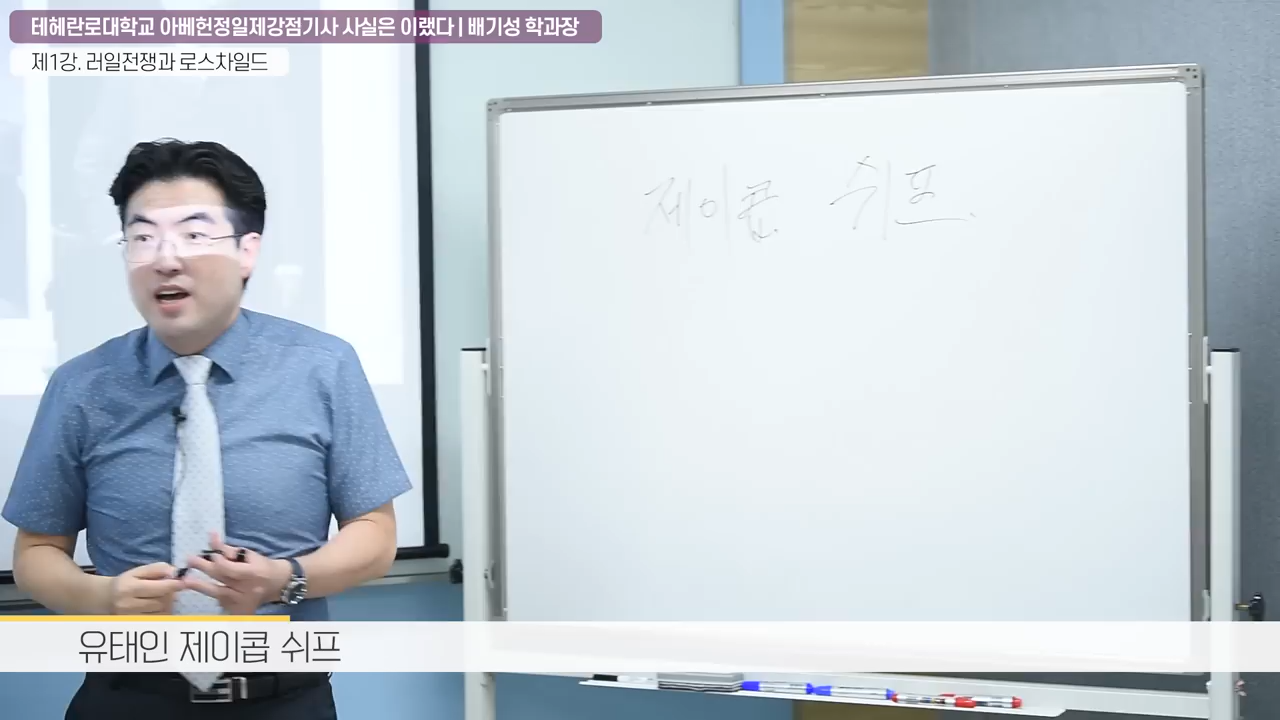 테헤란로대학교 아베헌정일제강점기사 사실은 이랬다 | 배기성 학과장
제1강. 러일전쟁과 로스차일드
제이콥 쉬프
유태인 제이콥 쉬프